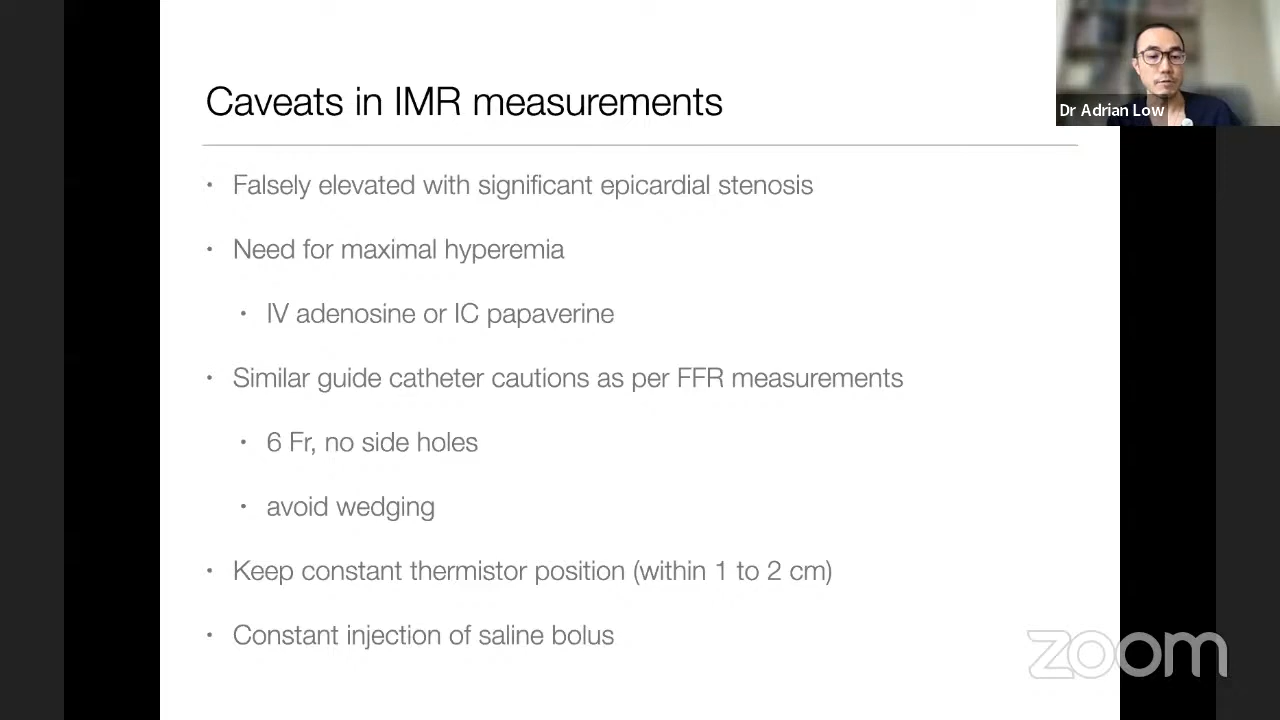 Caveats in IMR measurements
Dr Adrian Low
• Falsely elevated with significant epicardial stenosis
• Need for maximal hyperemia
• IV adenosine or IC papaverine
• Similar guide catheter cautions as per FFR measurements
• 6 Fr, no side holes
• avoid wedging
• Keep constant thermistor position (within 1 to 2 cm)
• Constant injection of saline bolus
zoom